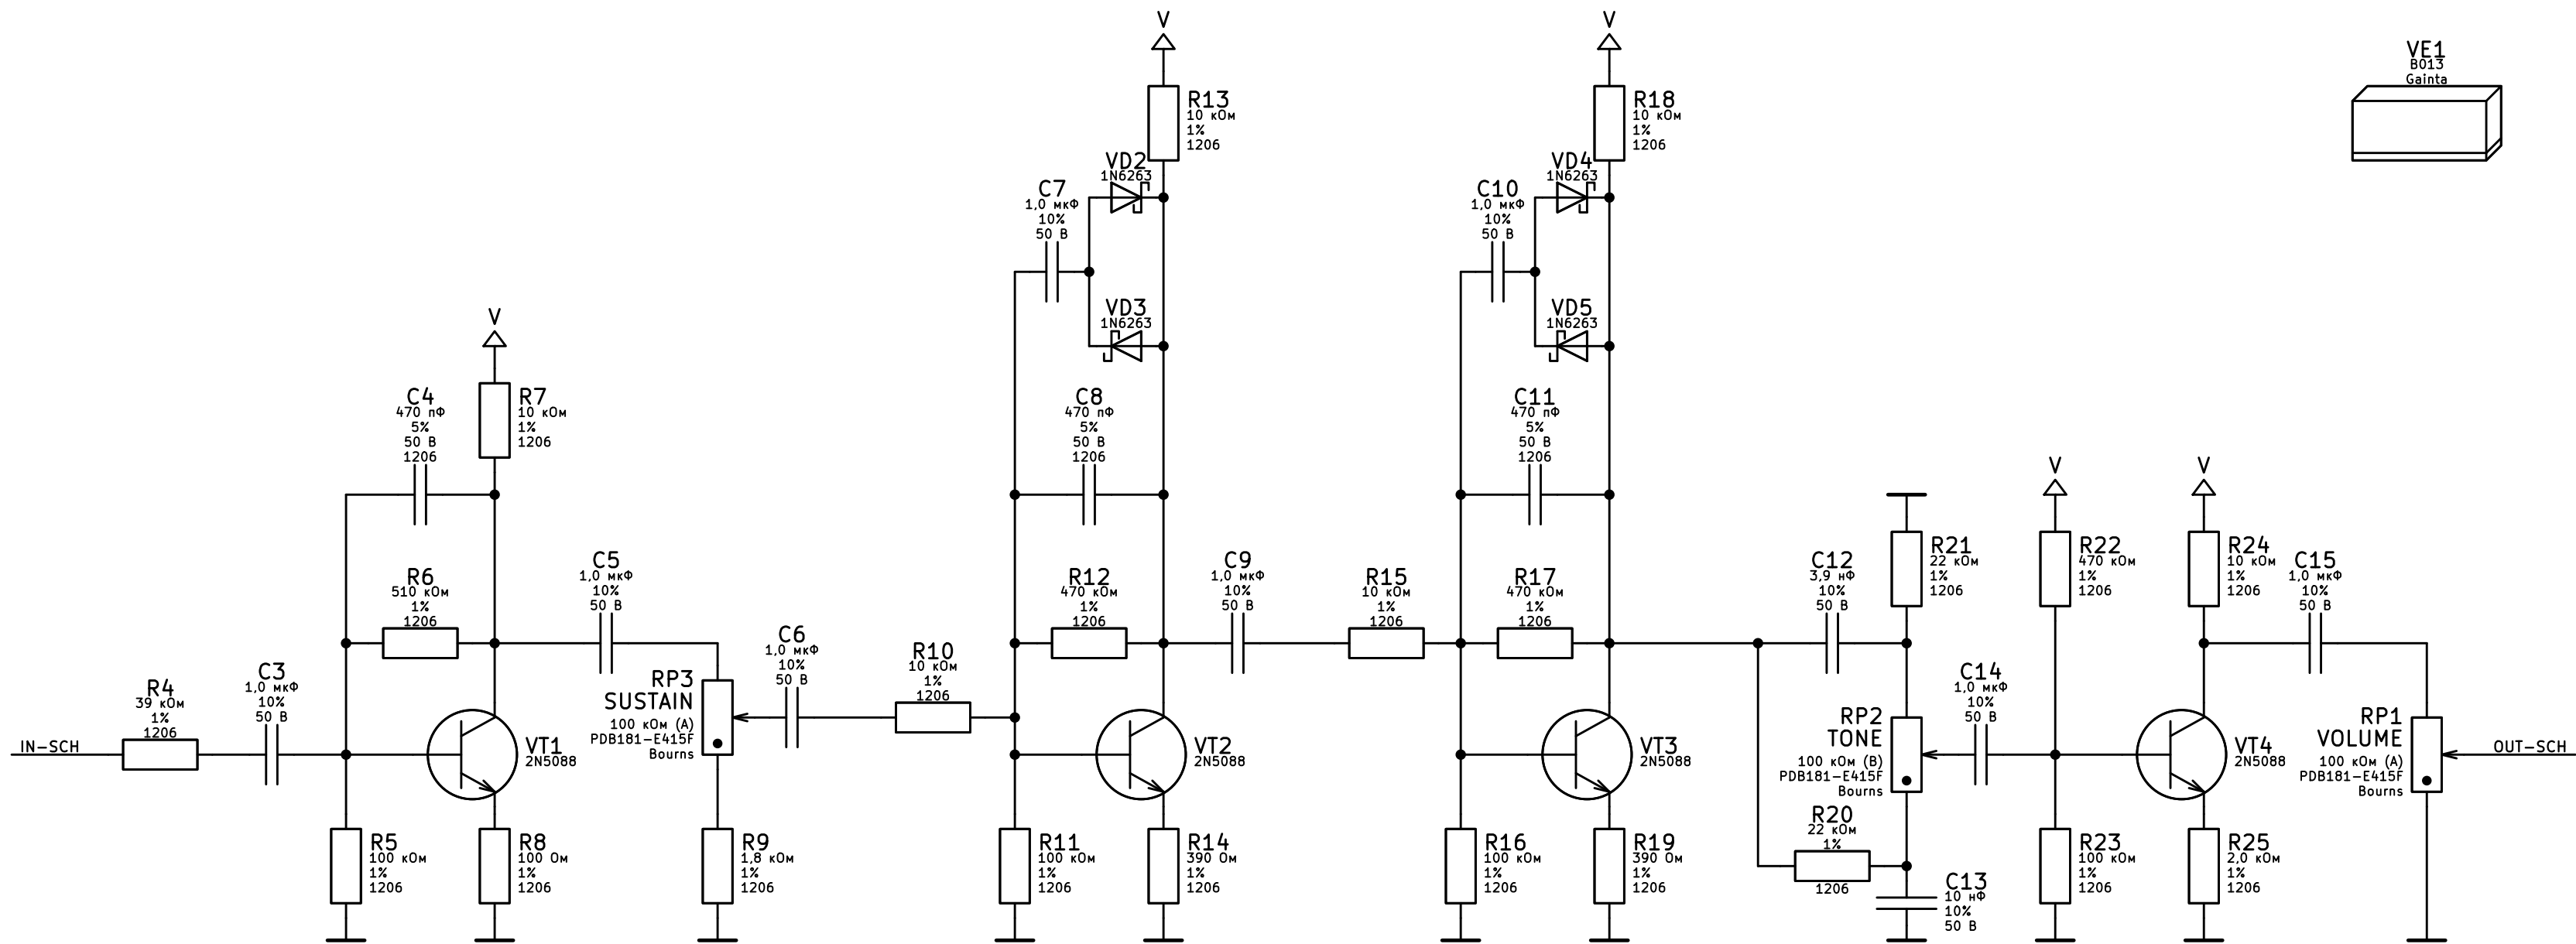 V
V
VE1
B013
Gainta
R13
10 кОм
1%
1206
R18
10 кОм
1%
1206
VD2
1N6263
VD4
1N6263
C7
1,0 мкФ
10%
50 В
C10
1,0 мкФ
10%
50 В
VD3
1N6263
VD5
1N6263
V
C4
470 пФ
5%
50 В
1206
R7
10 кОм
1%
1206
C8
470 пФ
5%
50 В
1206
C11
470 пФ
5%
50 В
1206
V
V
R6
510 кОм
1%
1206
C5
1,0 мкФ
10%
50 В
R12
470 кОм
1%
1206
C9
1,0 мкФ
10%
50 В
R15
10 кОм
1%
1206
R17
470 кОм
1%
1206
C12
3,9 нФ
10%
50 В
R21
22 кОм
1%
1206
R22
470 кОм
1%
1206
R24
10 кОм
1%
1206
C15
1,0 мкФ
10%
50 В
IN-SCH
R4
39 кОм
1%
1206
C3
1,0 мкФ
10%
50 В
VT1
2N5088
RP3
SUSTAIN
100 кОм (A)
PDB181-E415F
Bourns
C6
1,0 мкФ
10%
50 В
R10
10 кОм
1%
1206
VT2
2N5088
VT3
2N5088
RP2
TONE
100 кОм (B)
PDB181-E415F
Bourns
C14
1,0 мкФ
10%
50 В
VT4
2N5088
RP1
VOLUME
100 кОм (A)
PDB181-E415F
Bourns
OUT-SCH
R5
100 кОм
1%
1206
R8
100 Ом
1%
1206
R9
1,8 кОм
1%
1206
R11
100 кОм
1%
1206
R14
390 Ом
1%
1206
R16
100 кОм
1%
1206
R19
390 Ом
1%
1206
R20
22 кОм
1%
1206
C13
10 нФ
10%
50 В
R23
100 кОм
1%
1206
R25
2,0 кОм
1%
1206